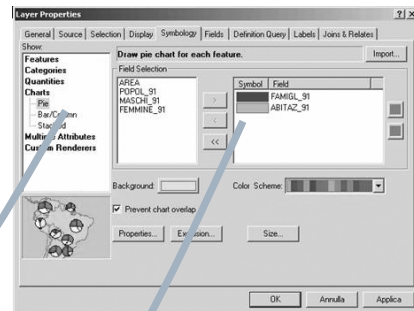 Layer Properties
General | Source | Selection | Display | Symbology | Fields | Definition Query | Labels | Joins & Relates
Show:
Features
Categories
Quantities
Charts
Pie
Bar/Column
Stacked
Multiple Attributes
Custom Renderers
Draw pie chart for each feature.
Import...
Field Selection
AREA
POPOL_91
MASCHI_91
FEMMINE_91
>
<
<<
Symbol Field
FAMIGL_91
ABITAZ_91
Background:
Color Scheme:
Prevent chart overlap
Properties...
Exclusion...
Size...
OK
Annulla
Applica